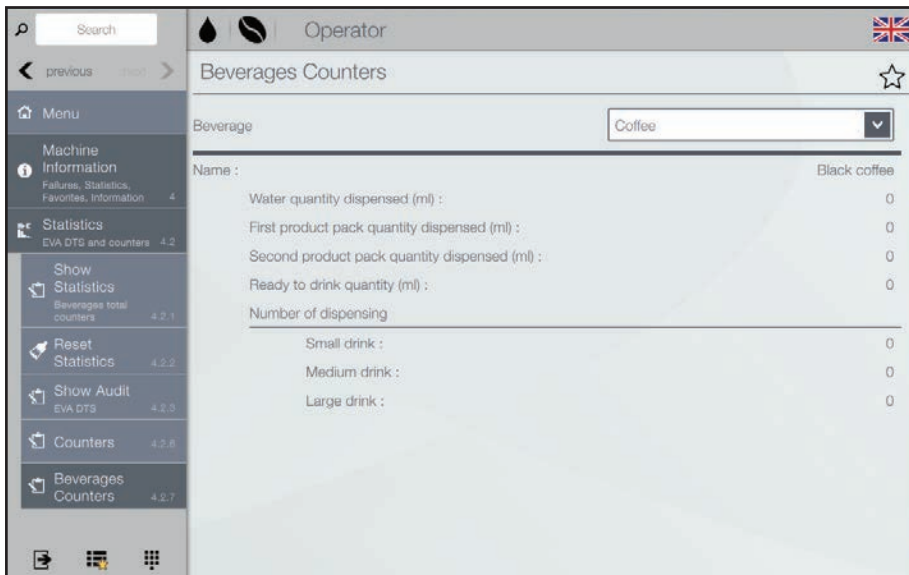 Search
Operator
previous
next
Beverages Counters
Menu
Beverage
Coffee
Machine
Information
Failures, Statistics,
Favorites, Information 4
Name : Black coffee
Water quantity dispensed (ml) : 0
First product pack quantity dispensed (ml) : 0
Second product pack quantity dispensed (ml) : 0
Ready to drink quantity (ml) : 0
Number of dispensing
Small drink : 0
Medium drink : 0
Large drink : 0
Statistics
EVA DTS and counters 4.2
Show
Statistics
Beverages total
counters 4.2.1
Reset
Statistics 4.2.2
Show Audit
EVA DTS 4.2.3
Counters 4.2.6
Beverages
Counters 4.2.7